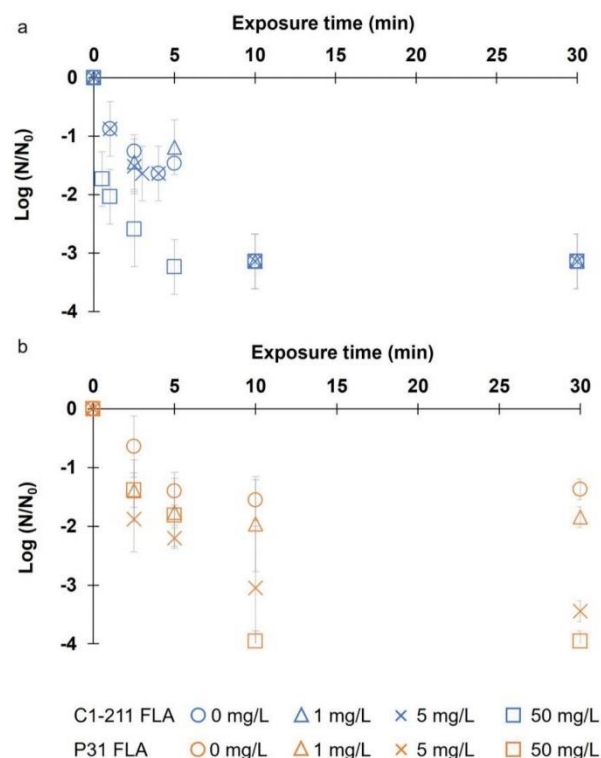 a
Exposure time (min)
0 5 10 15 20 25 30
0
-1
-2
-3
-4
Log (N/N₀)
b
Exposure time (min)
0 5 10 15 20 25 30
0
-1
-2
-3
-4
Log (N/N₀)
C1-211 FLA 0 mg/L 1 mg/L 5 mg/L 50 mg/L
P31 FLA 0 mg/L 1 mg/L 5 mg/L 50 mg/L